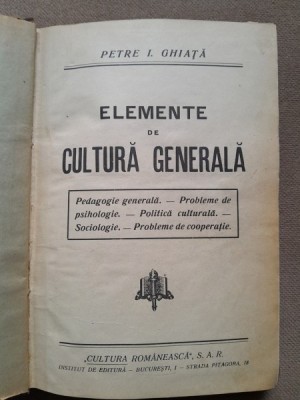 PETRE I. GHIAȚĂ
ELEMENTE
DE
CULTURĂ GENERALĂ
Pedagogie generală. — Probleme de
psihologie. — Politică culturală. —
Sociologie. — Probleme de cooperație.
„CULTURA ROMÂNEASCĂ“, S. A. R.
INSTITUT DE EDITURĂ — BUCUREȘTI, I — STRADA PITAGORA, 18